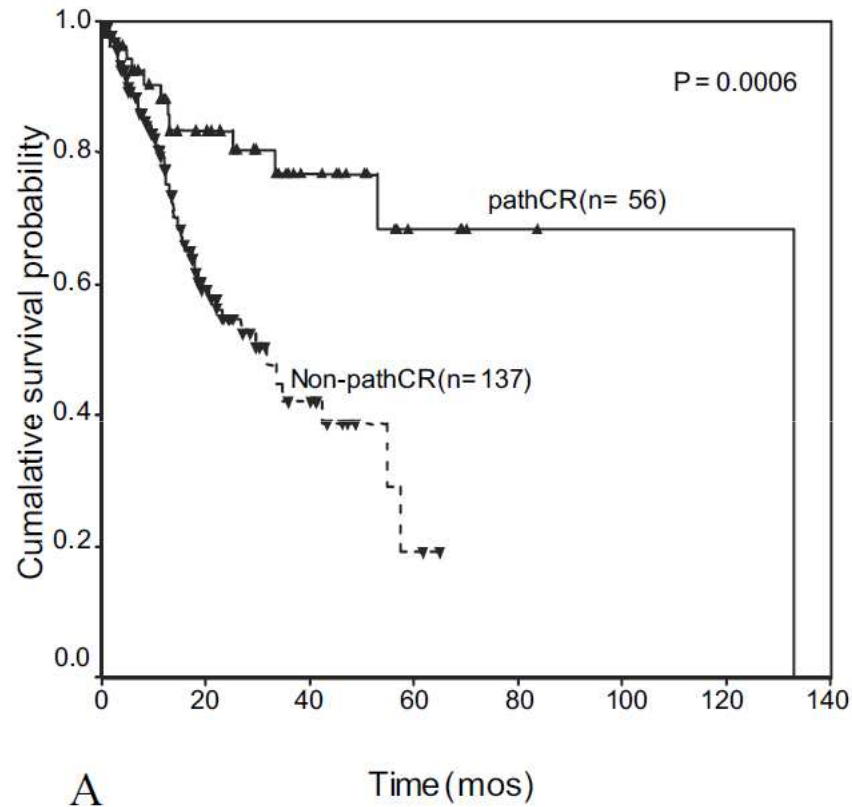 Cumalative survival probability
1.0
0.8
0.6
0.4
0.2
0.0
P = 0.0006
pathCR(n= 56)
Non-pathCR(n=137)
0 20 40 60 80 100 120 140
A Time (mos)